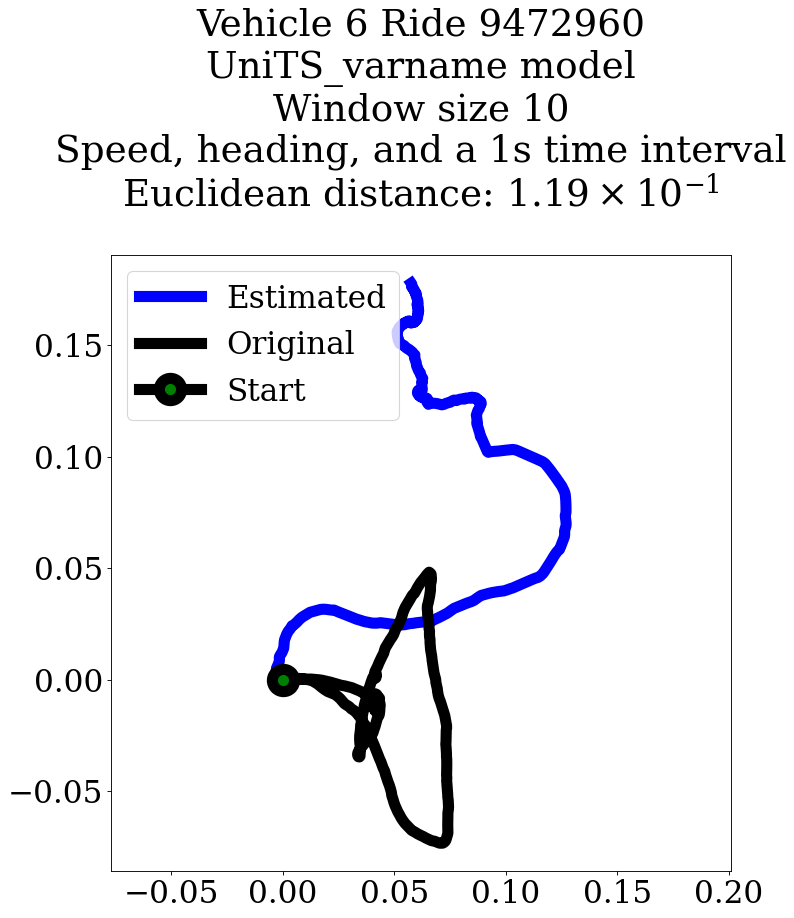 Vehicle 6 Ride 9472960
UniTS_varname model
Window size 10
Speed, heading, and a 1s time interval
Euclidean distance: 1.19 × 10⁻¹
Estimated
Original
Start
0.15
0.10
0.05
0.00
−0.05
−0.05 0.00 0.05 0.10 0.15 0.20